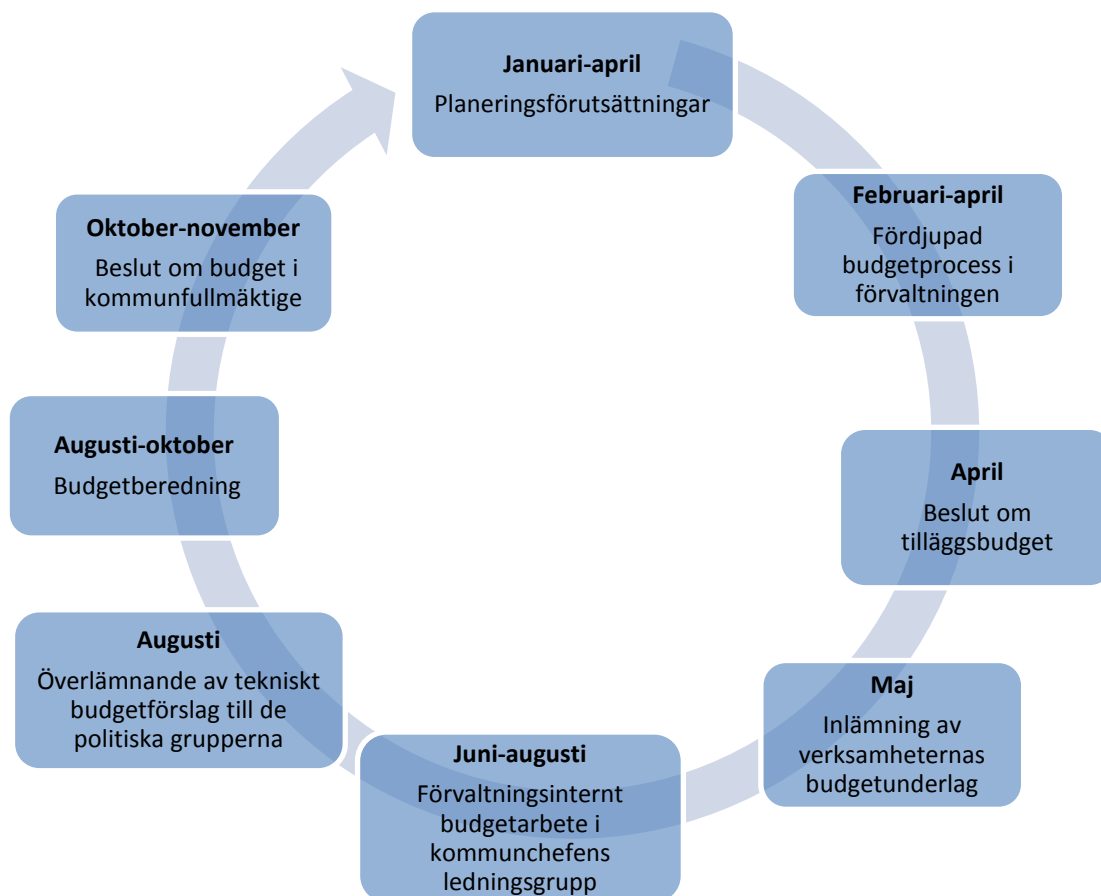 Januari-april
Planeringsförutsättningar
Februari-april
Fördjupad
budgetprocess i
förvaltningen
April
Beslut om
tilläggsbudget
Maj
Inlämning av
verksamheternas
budgetunderlag
Juni-augusti
Förvaltningsinternt
budgetarbete i
kommunchefens
ledningsgrupp
Augusti
Överlämnande av tekniskt
budgetförslag till de
politiska grupperna
Augusti-oktober
Budgetberedning
Oktober-november
Beslut om budget i
kommunfullmäktige